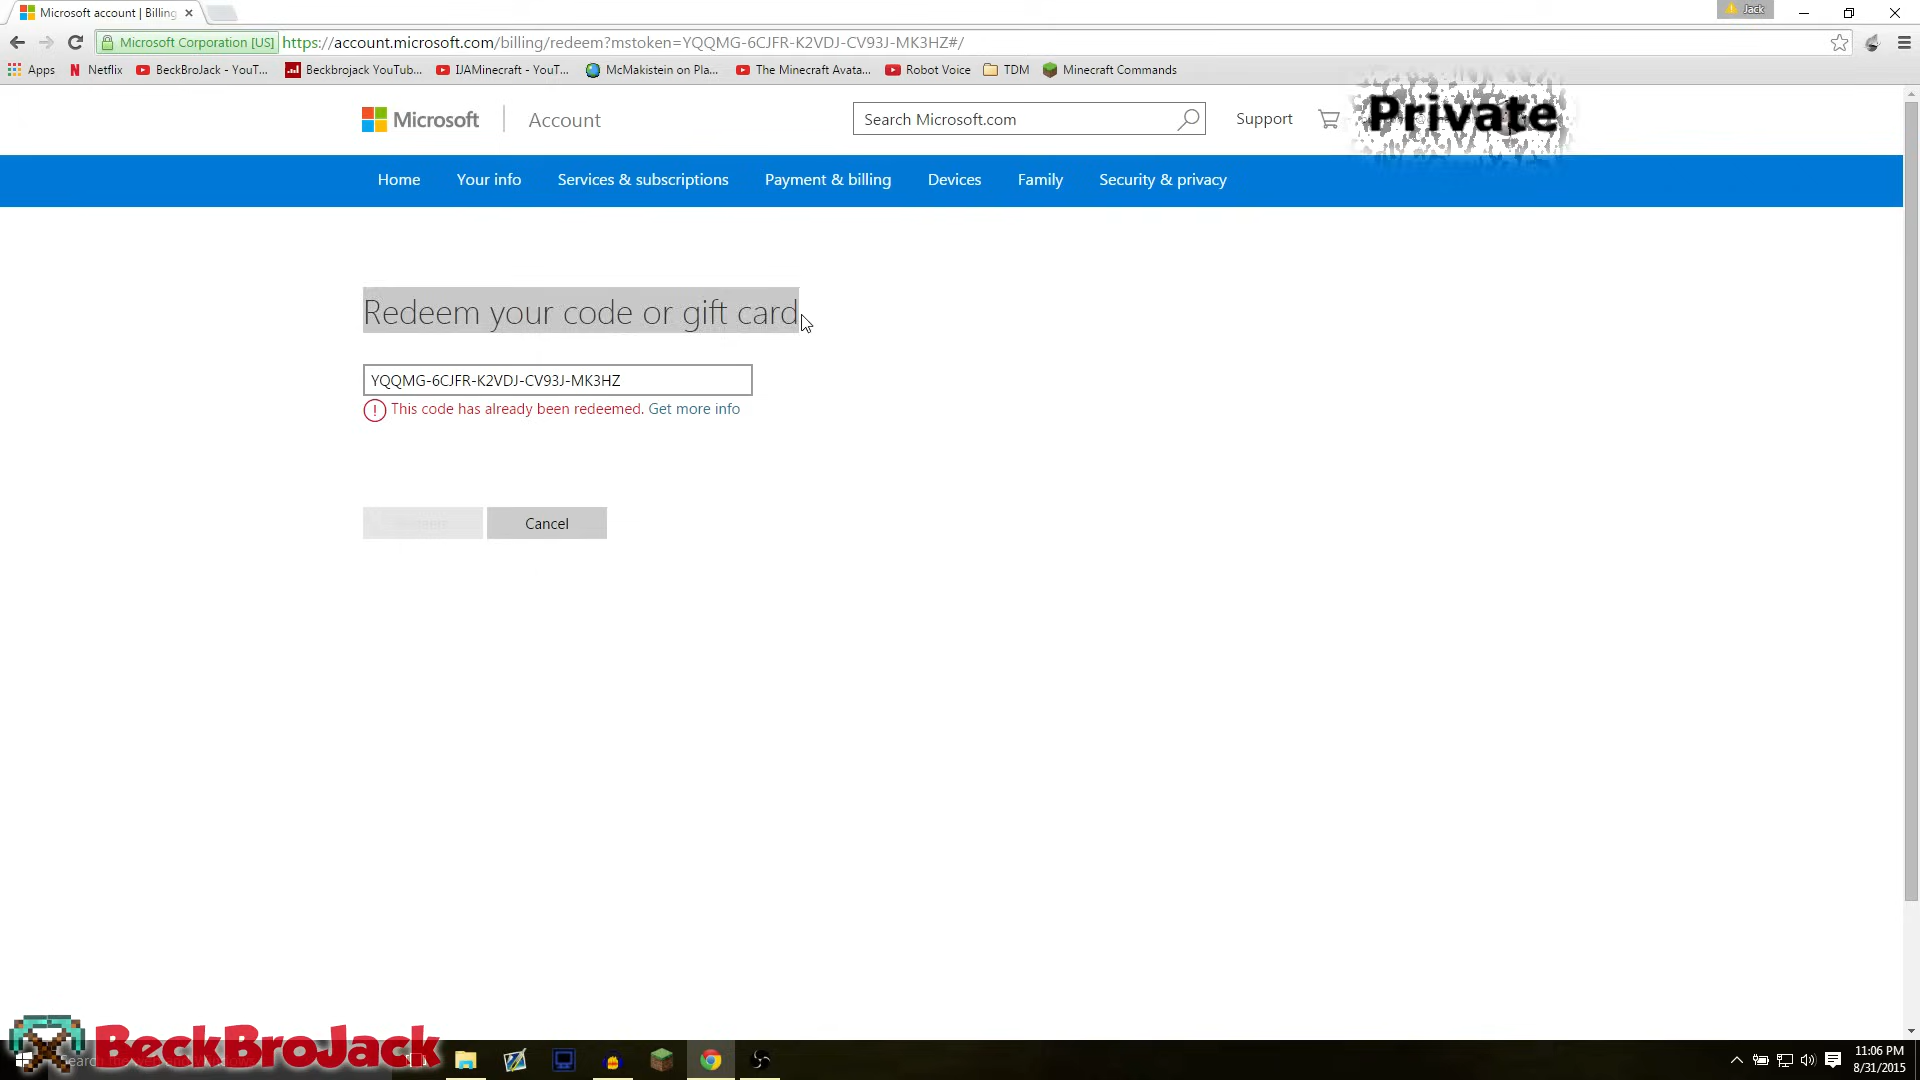 Microsoft account | Billing
Jack
Microsoft Corporation [US]
https://account.microsoft.com/billing/redeem?mstoken=YQQMG-6CJFR-K2VDJ-CV93J-MK3HZ#/
Apps Netflix BeckBroJack - YouT... Beckbrojack YouTub... IJAMinecraft - YouT... McMakistein on Pla... The Minecraft Avata... Robot Voice TDM Minecraft Commands
Microsoft Account Search Microsoft.com Support Private
Home Your info Services & subscriptions Payment & billing Devices Family Security & privacy
Redeem your code or gift card
YQQMG-6CJFR-K2VDJ-CV93J-MK3HZ
This code has already been redeemed. Get more info
Cancel
BeckBroJack
11:06 PM
8/31/2015